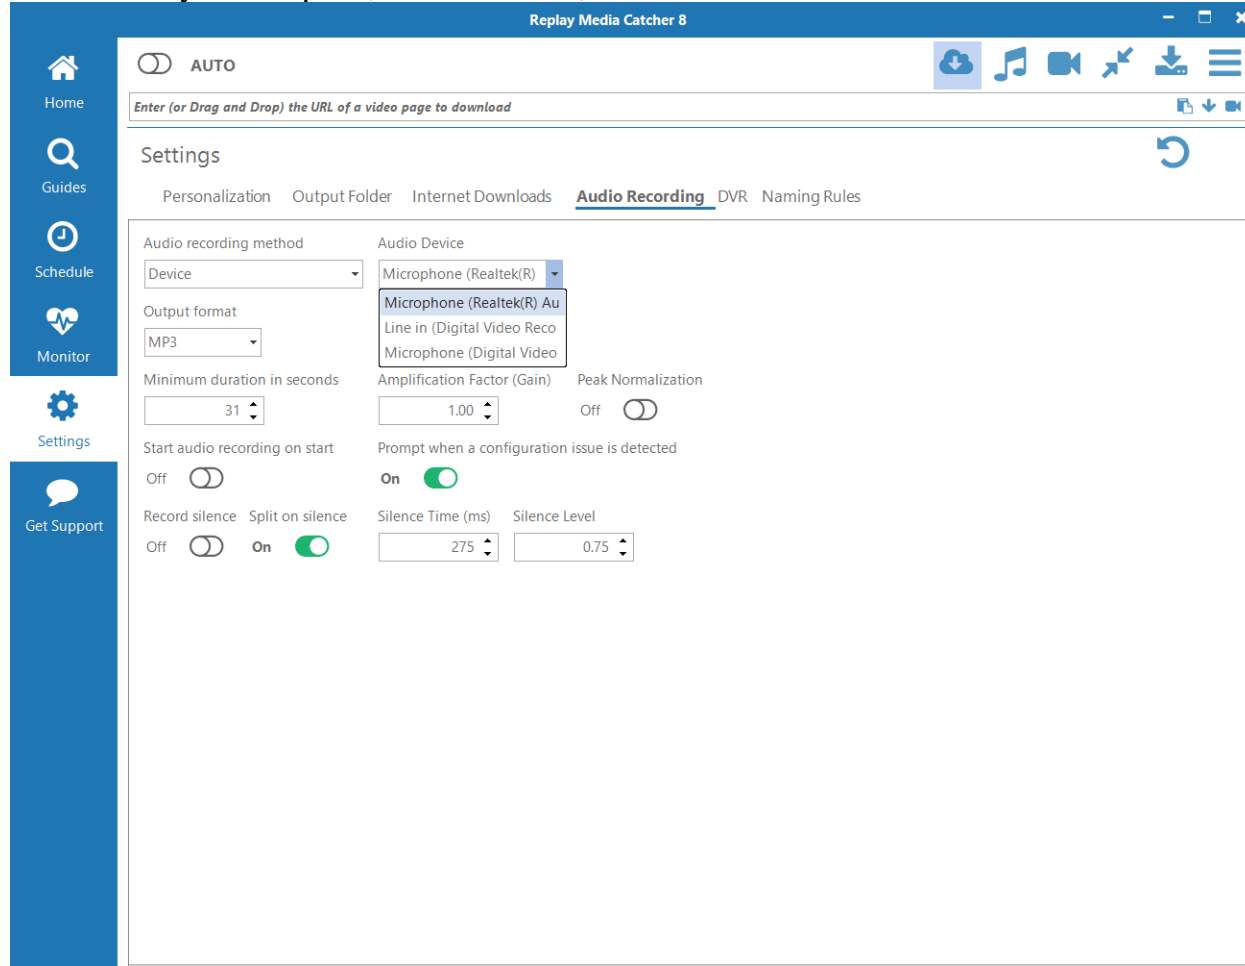 Replay Media Catcher 8
Home
AUTO
Enter (or Drag and Drop) the URL of a video page to download
Guides
Settings
Personalization Output Folder Internet Downloads Audio Recording DVR Naming Rules
Schedule
Audio recording method Audio Device
Device Microphone (Realtek(R)
Microphone (Realtek(R) Au
Output format
Line in (Digital Video Reco
MP3
Microphone (Digital Video
Monitor
Minimum duration in seconds Amplification Factor (Gain) Peak Normalization
31 1.00 Off
Settings
Start audio recording on start Prompt when a configuration issue is detected
Off On
Record silence Split on silence Silence Time (ms) Silence Level
Get Support
Off On 275 0.75